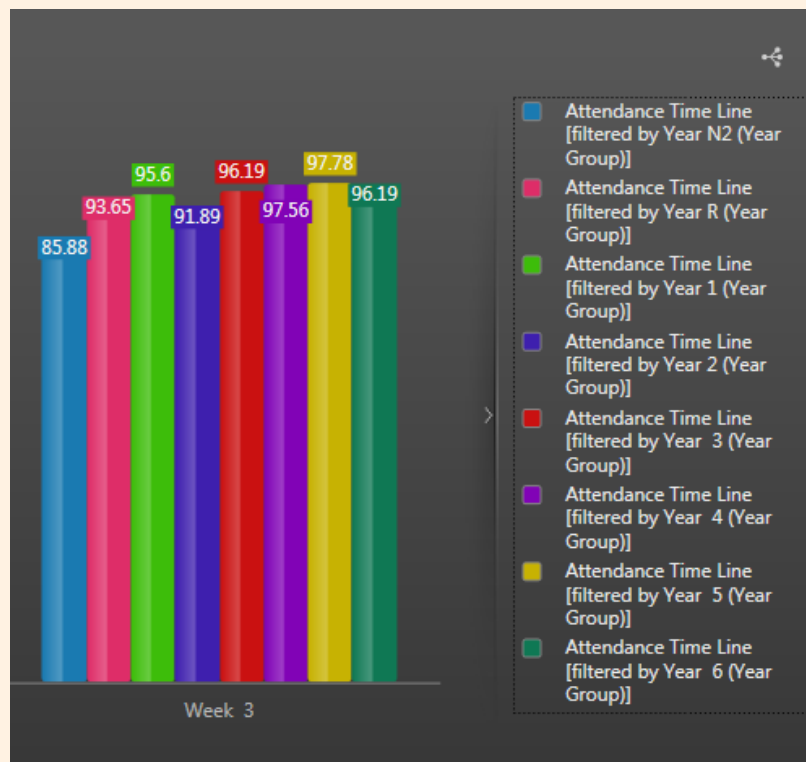 85.88
93.65
95.6
91.89
96.19
97.56
97.78
96.19
Week  3
Attendance Time Line
[filtered by Year N2 (Year
Group)]
Attendance Time Line
[filtered by Year R (Year
Group)]
Attendance Time Line
[filtered by Year 1 (Year
Group)]
Attendance Time Line
[filtered by Year 2 (Year
Group)]
Attendance Time Line
[filtered by Year  3 (Year
Group)]
Attendance Time Line
[filtered by Year  4 (Year
Group)]
Attendance Time Line
[filtered by Year  5 (Year
Group)]
Attendance Time Line
[filtered by Year  6 (Year
Group)]